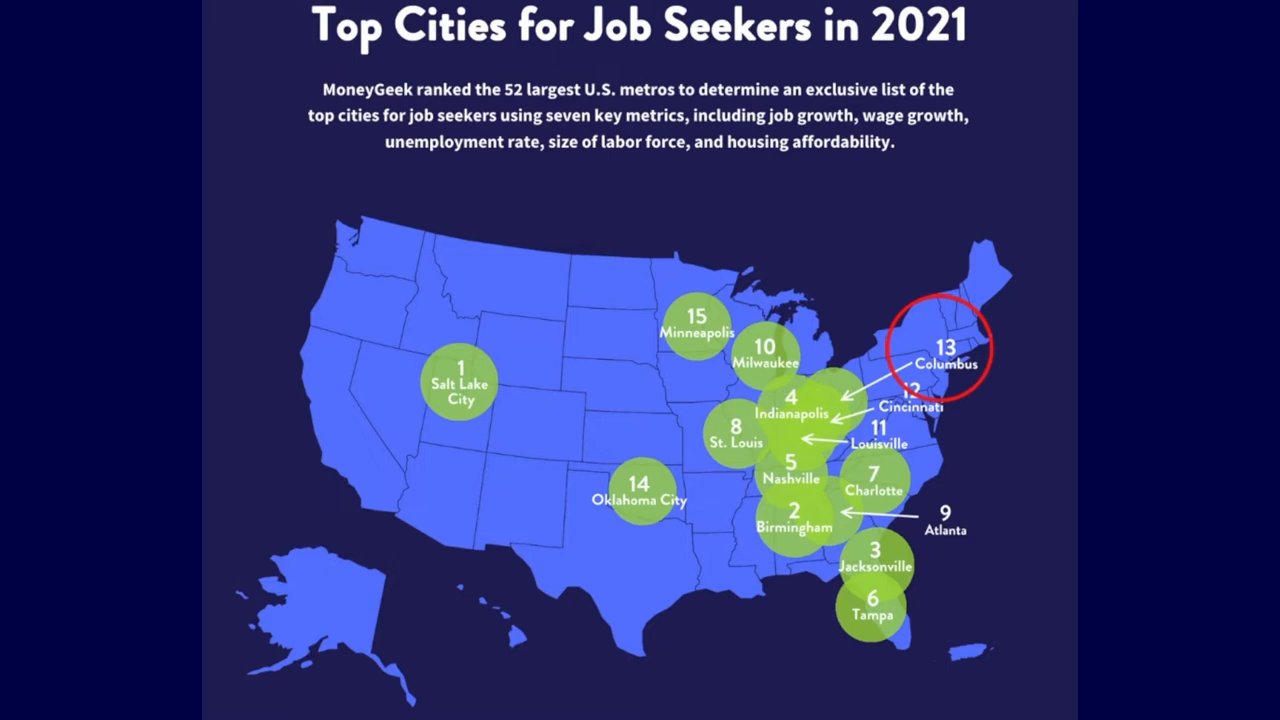 Top Cities for Job Seekers in 2021
MoneyGeek ranked the 52 largest U.S. metros to determine an exclusive list of the
top cities for job seekers using seven key metrics, including job growth, wage growth,
unemployment rate, size of labor force, and housing affordability.
15
Minneapolis
10
Milwaukee
13
Columbus
1
Salt Lake
City
4
Indianapolis
12
Cincinnati
8
St. Louis
11
Louisville
5
Nashville
7
Charlotte
14
Oklahoma City
2
Birmingham
9
Atlanta
3
Jacksonville
6
Tampa